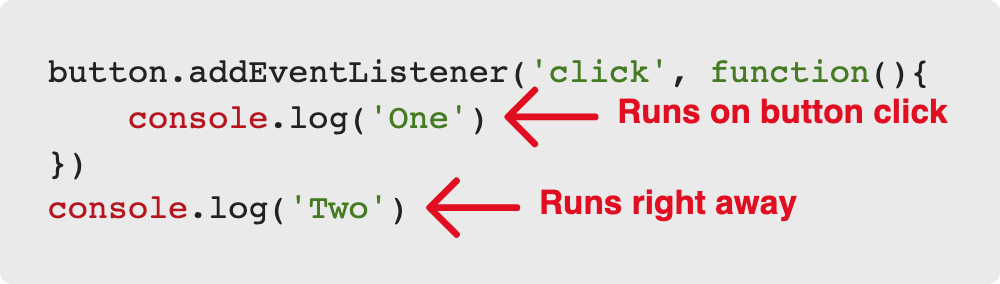 button.addEventListener('click', function(){
console.log('One') Runs on button click
})
console.log('Two') Runs right away